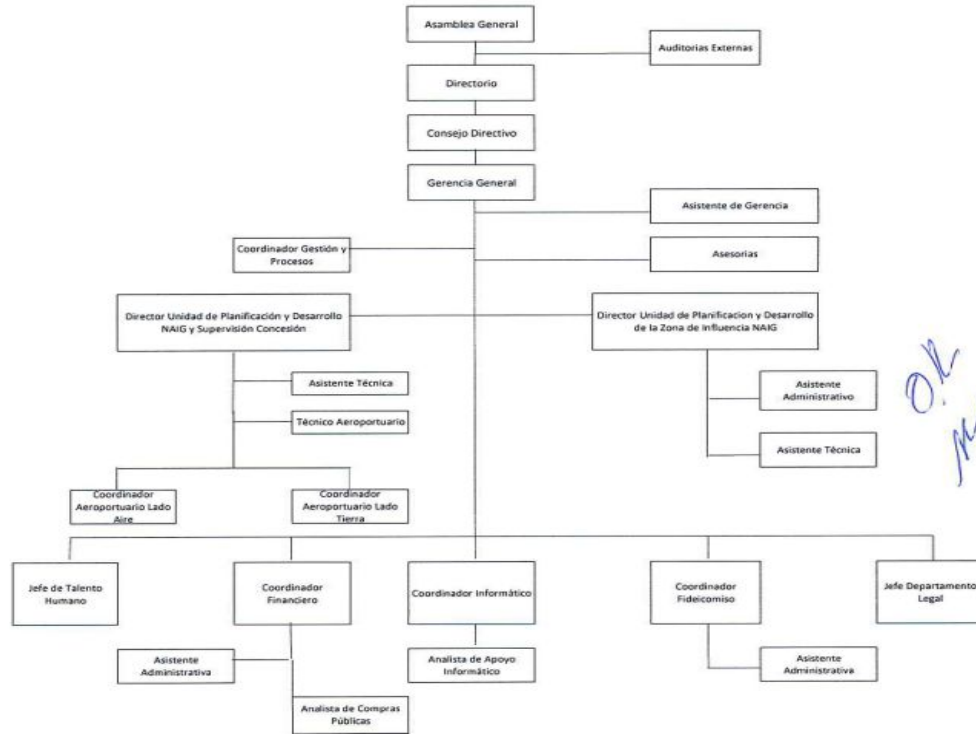 Asamblea General
Auditorias Externas
Directorio
Consejo Directivo
Gerencia General
Asistente de Gerencia
Coordinador Gestión y
Procesos
Asesorias
Director Unidad de Planificación y Desarrollo
NAIG y Supervisión Concesión
Director Unidad de Planificacion y Desarrollo
de la Zona de Influencia NAIG
Asistente Técnica
Técnico Aeroportuario
Asistente
Administrativo
Asistente Técnica
O.K
Coordinador
Aeroportuario Lado
Aire
Coordinador
Aeroportuario Lado
Tierra
Jefe de Talento
Humano
Coordinador
Financiero
Coordinador Informático
Coordinador
Fideicomiso
Jefe Departamento
Legal
Asistente
Administrativa
Analista de Apoyo
Informático
Asistente
Administrativa
Analista de Compras
Públicas